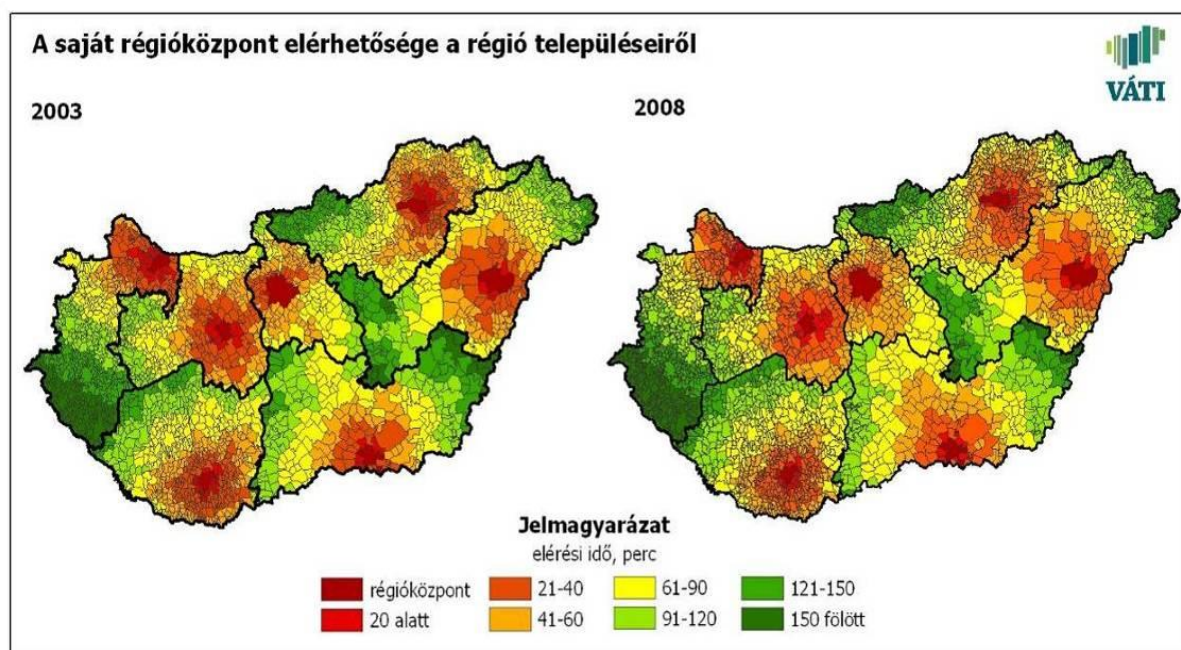 A saját régióközpont elérhetősége a régió településeiről
VÁTI
2003
2008
Jelmagyarázat
elérési idő, perc
régióközpont
21-40
61-90
121-150
20 alatt
41-60
91-120
150 fölött